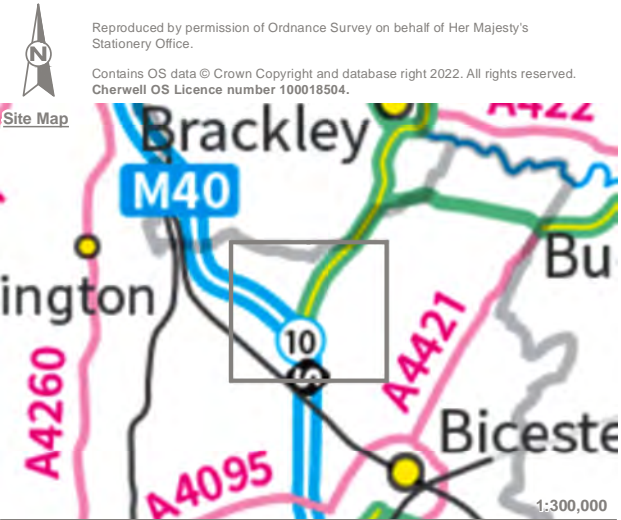 N
Reproduced by permission of Ordnance Survey on behalf of Her Majesty's
Stationery Office.
Contains OS data © Crown Copyright and database right 2022. All rights reserved.
Cherwell OS Licence number 100018504.
Site Map
A422
Brackley
M40
Bu
ington
10
A4421
A4260
Biceste
A4095
1:300,000